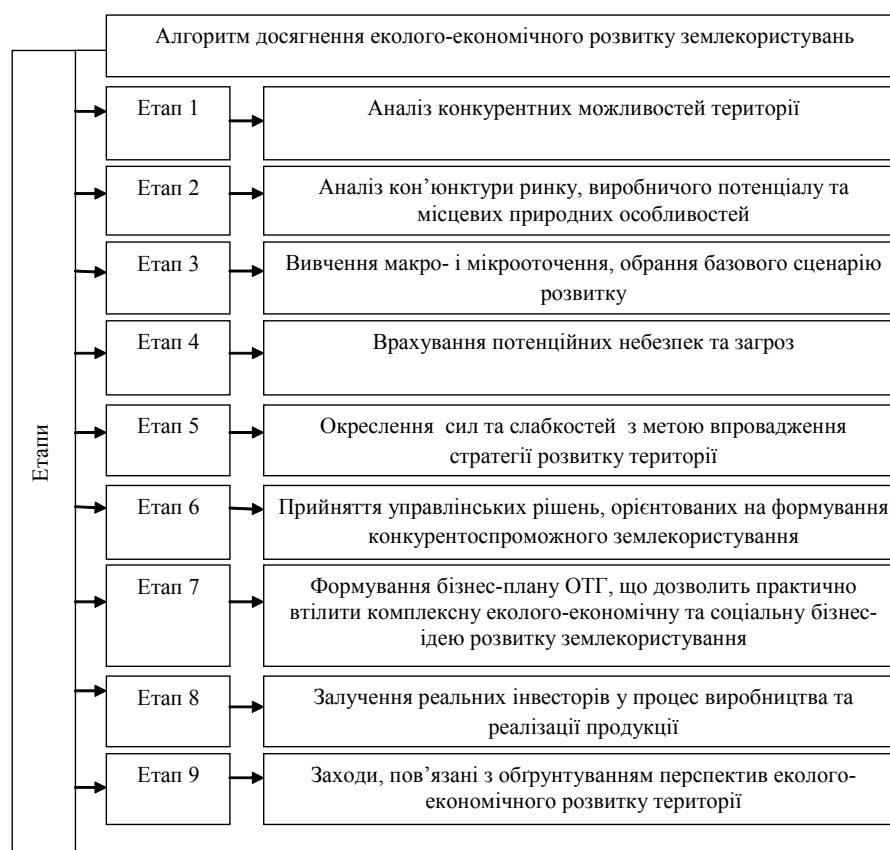 Алгоритм досягнення еколого-економічного розвитку землекористувань
Етапи
Етап 1
Аналіз конкурентних можливостей території
Етап 2
Аналіз кон’юнктури ринку, виробничого потенціалу та
місцевих природних особливостей
Етап 3
Вивчення макро- і мікрооточення, обрання базового сценарію
розвитку
Етап 4
Врахування потенційних небезпек та загроз
Етап 5
Окреслення сил та слабкостей з метою впровадження
стратегії розвитку території
Етап 6
Прийняття управлінських рішень, орієнтованих на формування
конкурентоспроможного землекористування
Етап 7
Формування бізнес-плану ОТГ, що дозволить практично
втілити комплексну еколого-економічну та соціальну бізнес-
ідею розвитку землекористування
Етап 8
Залучення реальних інвесторів у процес виробництва та
реалізації продукції
Етап 9
Заходи, пов’язані з обґрунтуванням перспектив еколого-
економічного розвитку території